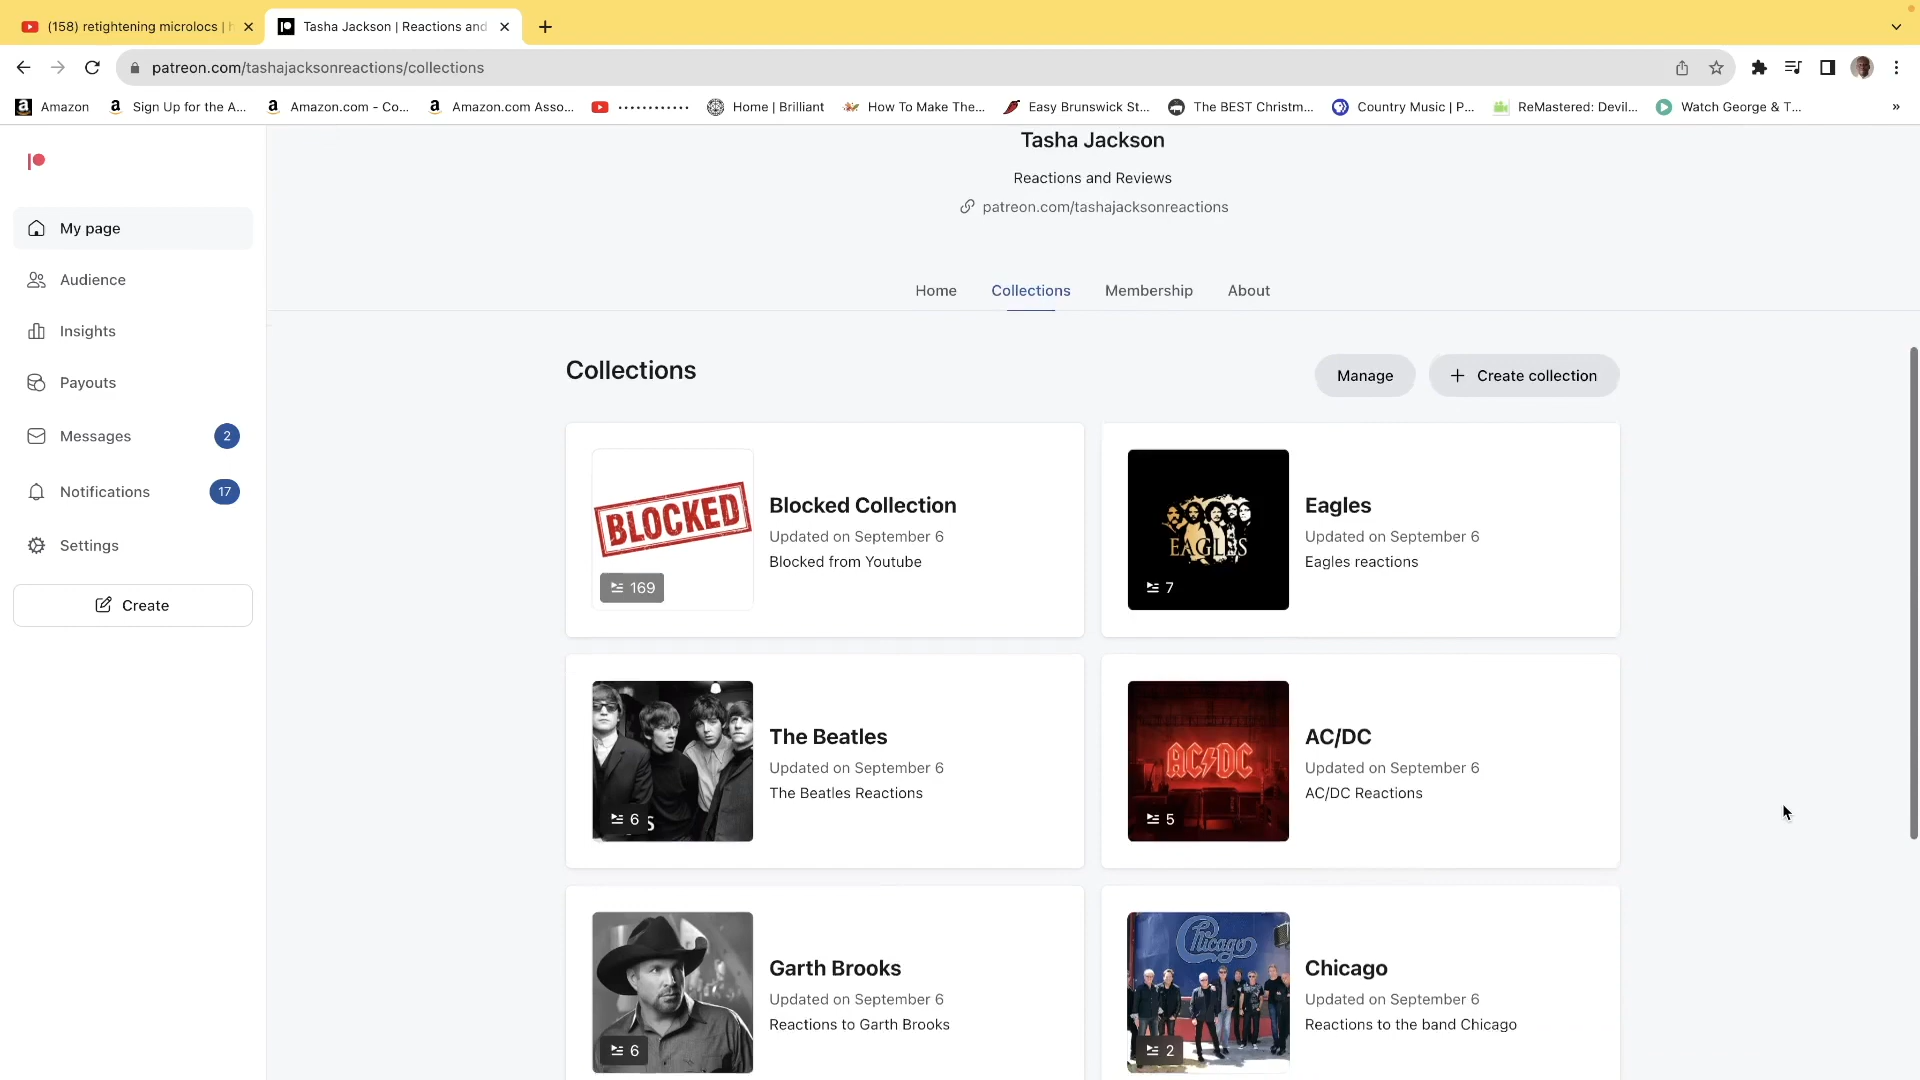 (158) retightening microlocs |
Tasha Jackson | Reactions and
patreon.com/tashajacksonreactions/collections
Amazon
Sign Up for the A...
Amazon.com - Co...
Amazon.com Asso...
............
Home | Brilliant
How To Make The...
Easy Brunswick St...
The BEST Christm...
Country Music | P...
ReMastered: Devil...
Watch George & T...
»
Tasha Jackson
Reactions and Reviews
patreon.com/tashajacksonreactions
My page
Audience
Insights
Payouts
Messages 2
Notifications 17
Settings
Create
Home Collections Membership About
Collections
Manage
+ Create collection
BLOCKED
169
Blocked Collection
Updated on September 6
Blocked from Youtube
EAGLES
7
Eagles
Updated on September 6
Eagles reactions
6
The Beatles
Updated on September 6
The Beatles Reactions
AC/DC
5
AC/DC
Updated on September 6
AC/DC Reactions
6
Garth Brooks
Updated on September 6
Reactions to Garth Brooks
Chicago
2
Chicago
Updated on September 6
Reactions to the band Chicago